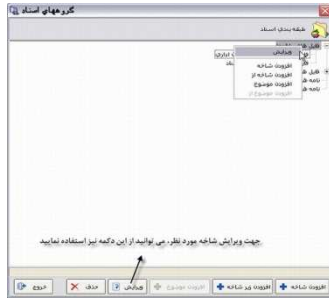 گروههای اسناد
طبقه بندی اسناد
ویرایش
اداری
افزودن شاخه
افزودن شاخه از
افزودن موضوع
افزودن موضوع از
جهت ویرایش شاخه مورد نظر، می توانید از این دکمه نیز استفاده نمایید
افزودن شاخه
افزودن زیر شاخه
افزودن موضوع
ویرایش
حذف
خروج